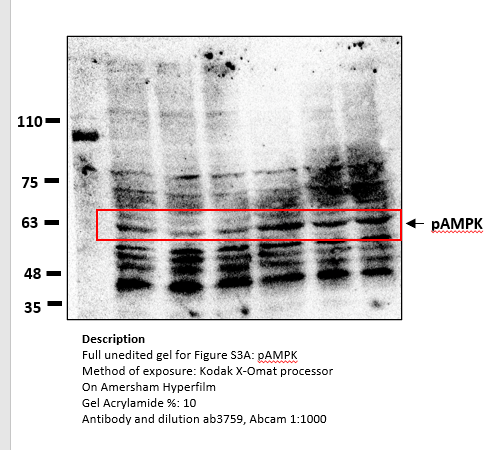 110
75
63
pAMPK
48
35
Description
Full unedited gel for Figure S3A: pAMPK
Method of exposure: Kodak X-Omat processor
On Amersham Hyperfilm
Gel Acrylamide %: 10
Antibody and dilution ab3759, Abcam 1:1000